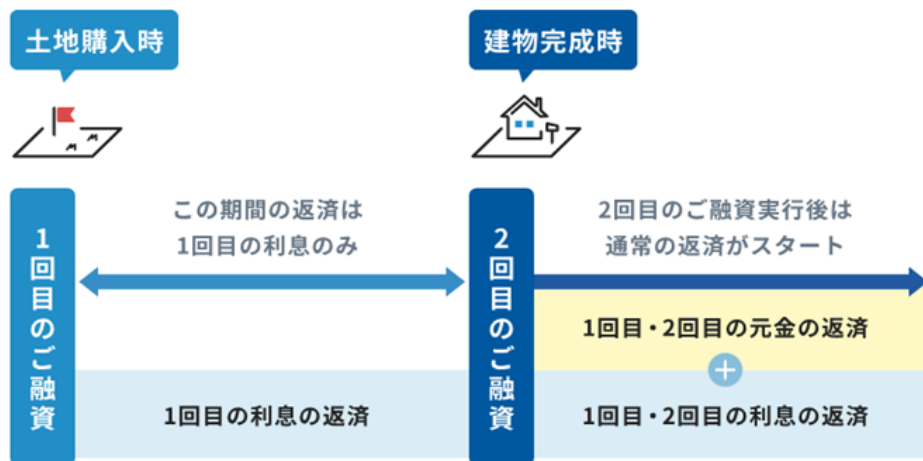 土地購入時
建物完成時
1回目のご融資
この期間の返済は
1回目の利息のみ
1回目の利息の返済
2回目のご融資
2回目のご融資実行後は
通常の返済がスタート
1回目・2回目の元金の返済
+
1回目・2回目の利息の返済